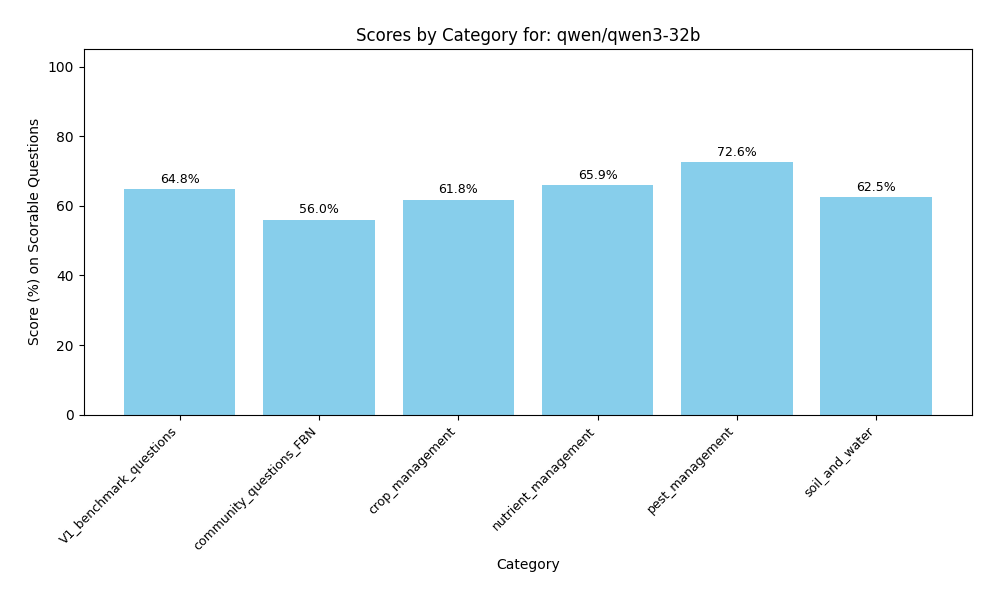 Scores by Category for: qwen/qwen3-32b
Score (%) on Scorable Questions
100
80
60
40
20
0
64.8%
56.0%
61.8%
65.9%
72.6%
62.5%
V1_benchmark_questions
community_questions_FBN
crop_management
nutrient_management
pest_management
soil_and_water
Category